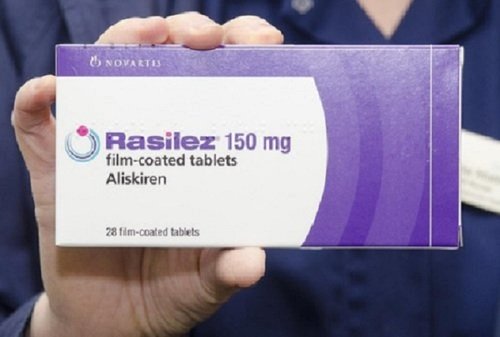 NOVARTIS
Rasilez 150 mg
film-coated tablets
Aliskiren
28 film-coated tablets